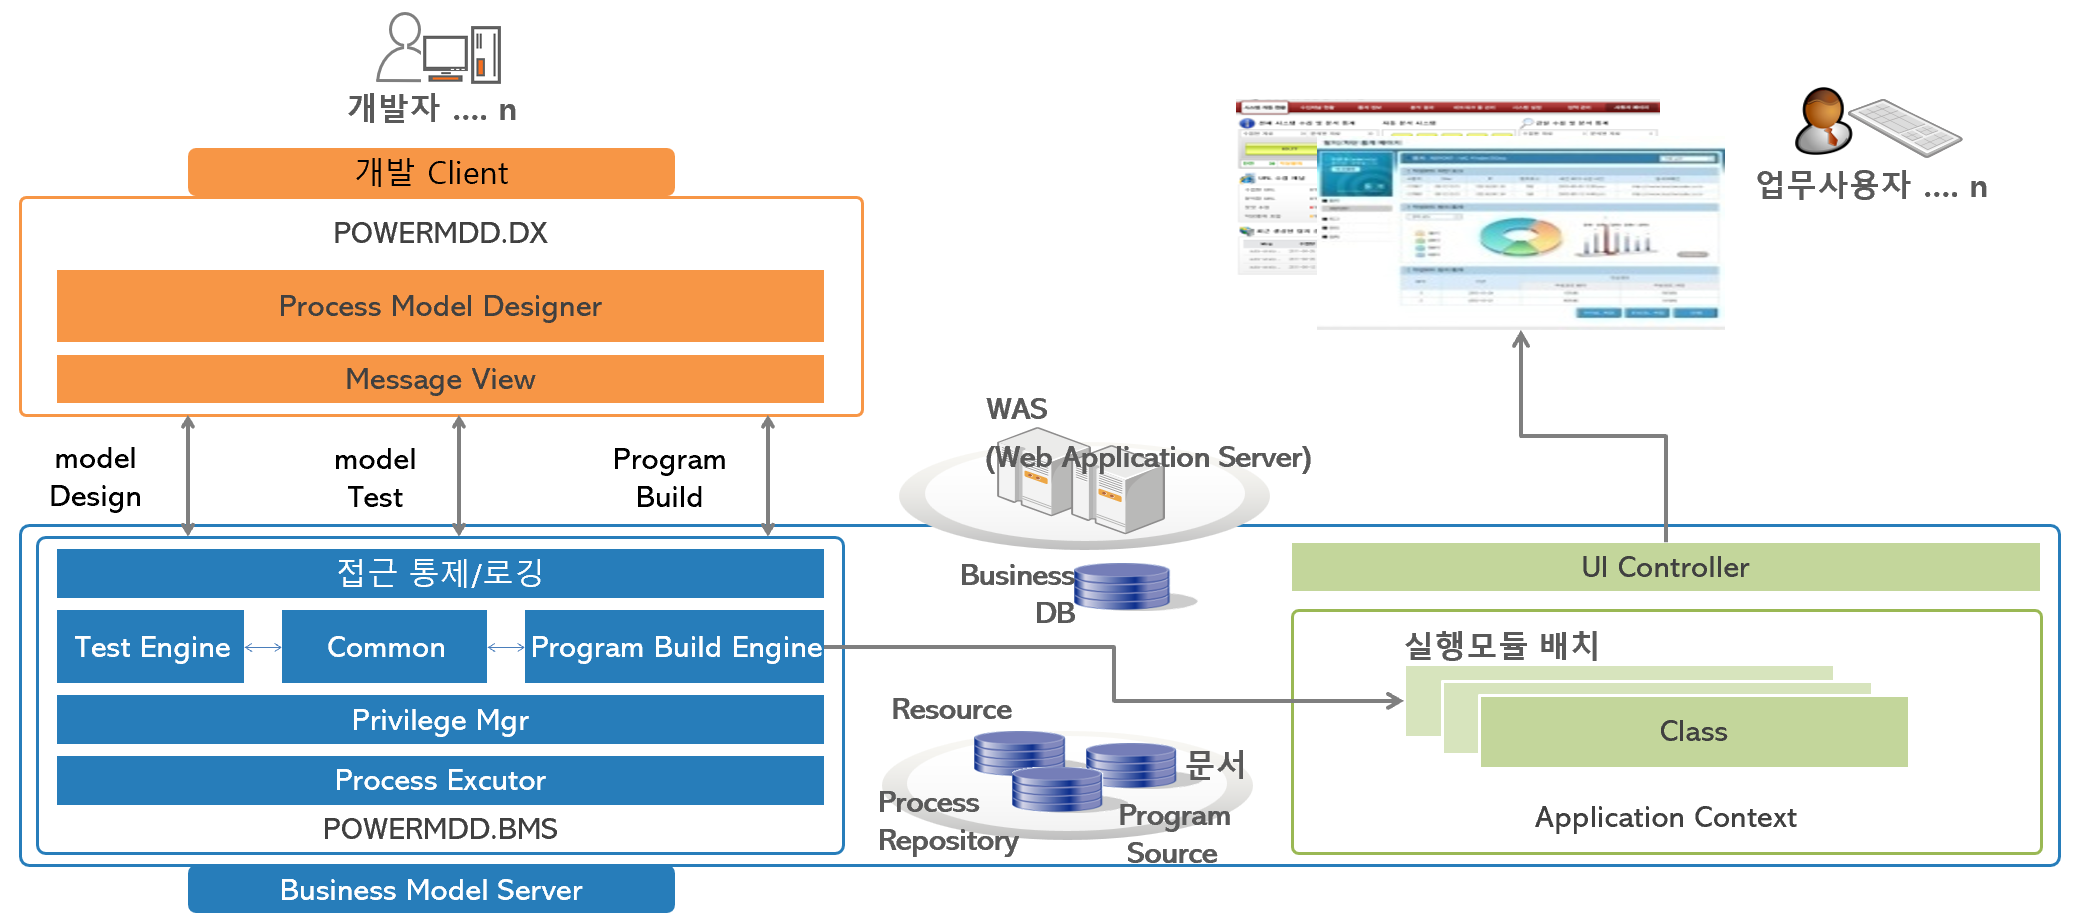 개발자 .... n
개발 Client
POWERMDD.DX
Process Model Designer
Message View
model
Design
model
Test
Program
Build
접근 통제/로깅
Test Engine
Common
Program Build Engine
Privilege Mgr
Process Excutor
POWERMDD.BMS
Business Model Server
WAS
(Web Application Server)
Business
DB
Resource
문서
Process
Repository
Program
Source
업무사용자 .... n
UI Controller
실행모듈 배치
Class
Application Context